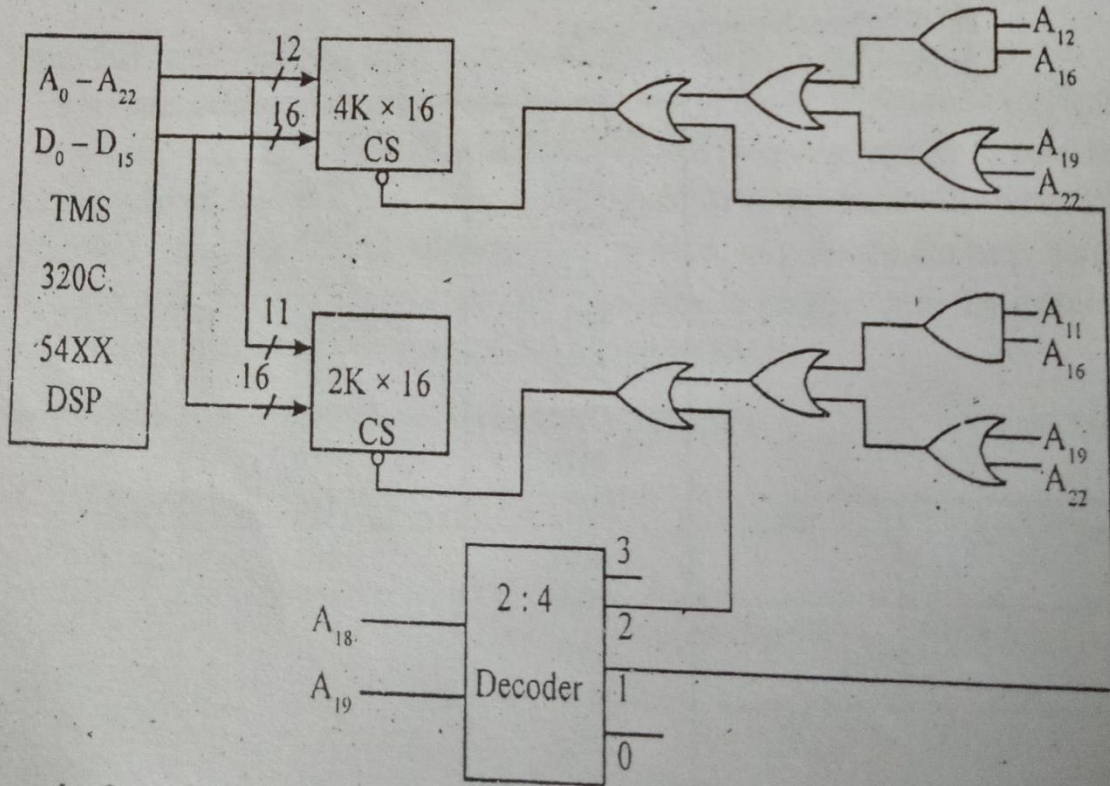 A₀ – A₂₂
D₀ – D₁₅
TMS
320C.
54XX
DSP
12
16
4K × 16
CS
A₁₂
A₁₆
A₁₉
A₂₂
11
16
2K × 16
CS
A₁₁
A₁₆
A₁₉
A₂₂
A₁₈
A₁₉
2 : 4
Decoder
3
2
1
0